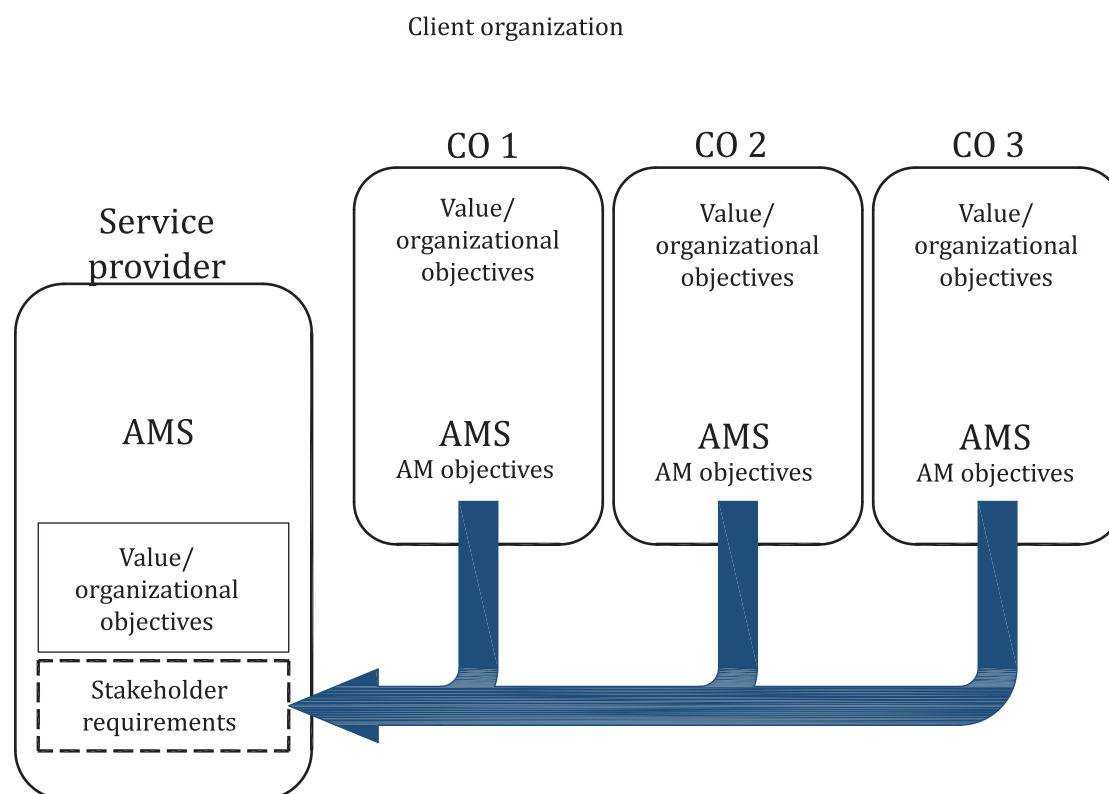 Client organization
CO 1
Value/
organizational
objectives
AMS
AM objectives
CO 2
Value/
organizational
objectives
AMS
AM objectives
CO 3
Value/
organizational
objectives
AMS
AM objectives
Service
provider
AMS
Value/
organizational
objectives
Stakeholder
requirements